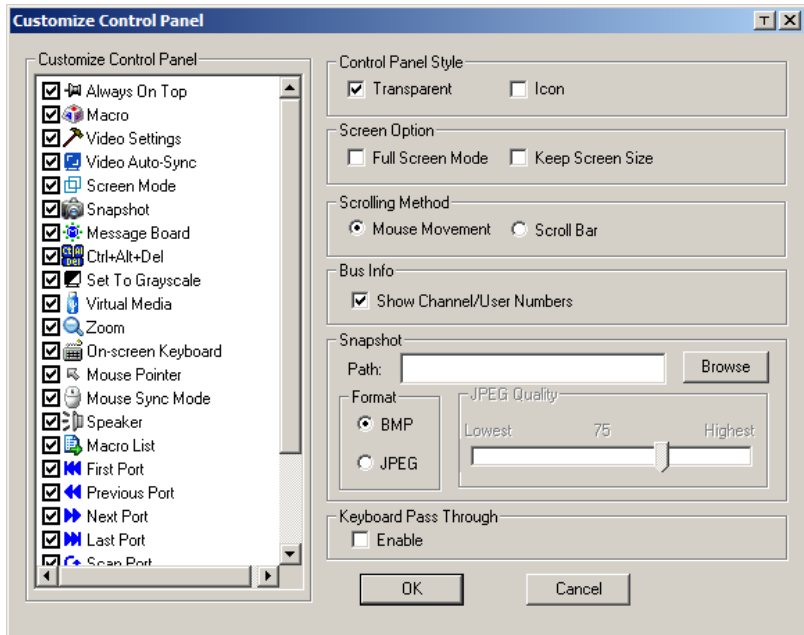 Customize Control Panel
Customize Control Panel
Always On Top
Macro
Video Settings
Video Auto-Sync
Screen Mode
Snapshot
Message Board
Ctrl+Alt+Del
Set To Grayscale
Virtual Media
Zoom
On-screen Keyboard
Mouse Pointer
Mouse Sync Mode
Speaker
Macro List
First Port
Previous Port
Next Port
Last Port
Scan Port
Control Panel Style
Transparent Icon
Screen Option
Full Screen Mode Keep Screen Size
Scrolling Method
Mouse Movement Scroll Bar
Bus Info
Show Channel/User Numbers
Snapshot
Path: Browse
Format
BMP
JPEG
JPEG Quality
Lowest 75 Highest
Keyboard Pass Through
Enable
OK Cancel